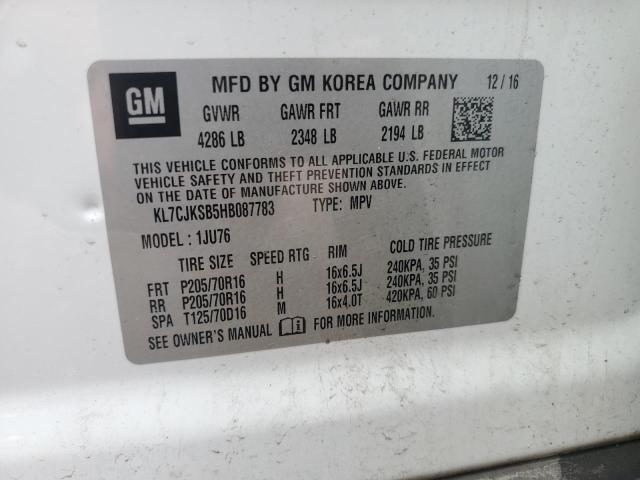 GM MFD BY GM KOREA COMPANY 12/16
GVWR GAWR FRT GAWR RR
4286 LB 2348 LB 2194 LB
THIS VEHICLE CONFORMS TO ALL APPLICABLE U.S. FEDERAL MOTOR
VEHICLE SAFETY AND THEFT PREVENTION STANDARDS IN EFFECT
ON THE DATE OF MANUFACTURE SHOWN ABOVE.
KL7CJKSB5HB087783 TYPE: MPV
MODEL : 1JU76
TIRE SIZE SPEED RTG RIM COLD TIRE PRESSURE
FRT P205/70R16 H 16x6.5J 240KPA, 35 PSI
RR P205/70R16 H 16x6.5J 240KPA, 35 PSI
SPA T125/70D16 M 16x4.0T 420KPA, 60 PSI
SEE OWNER'S MANUAL i FOR MORE INFORMATION.